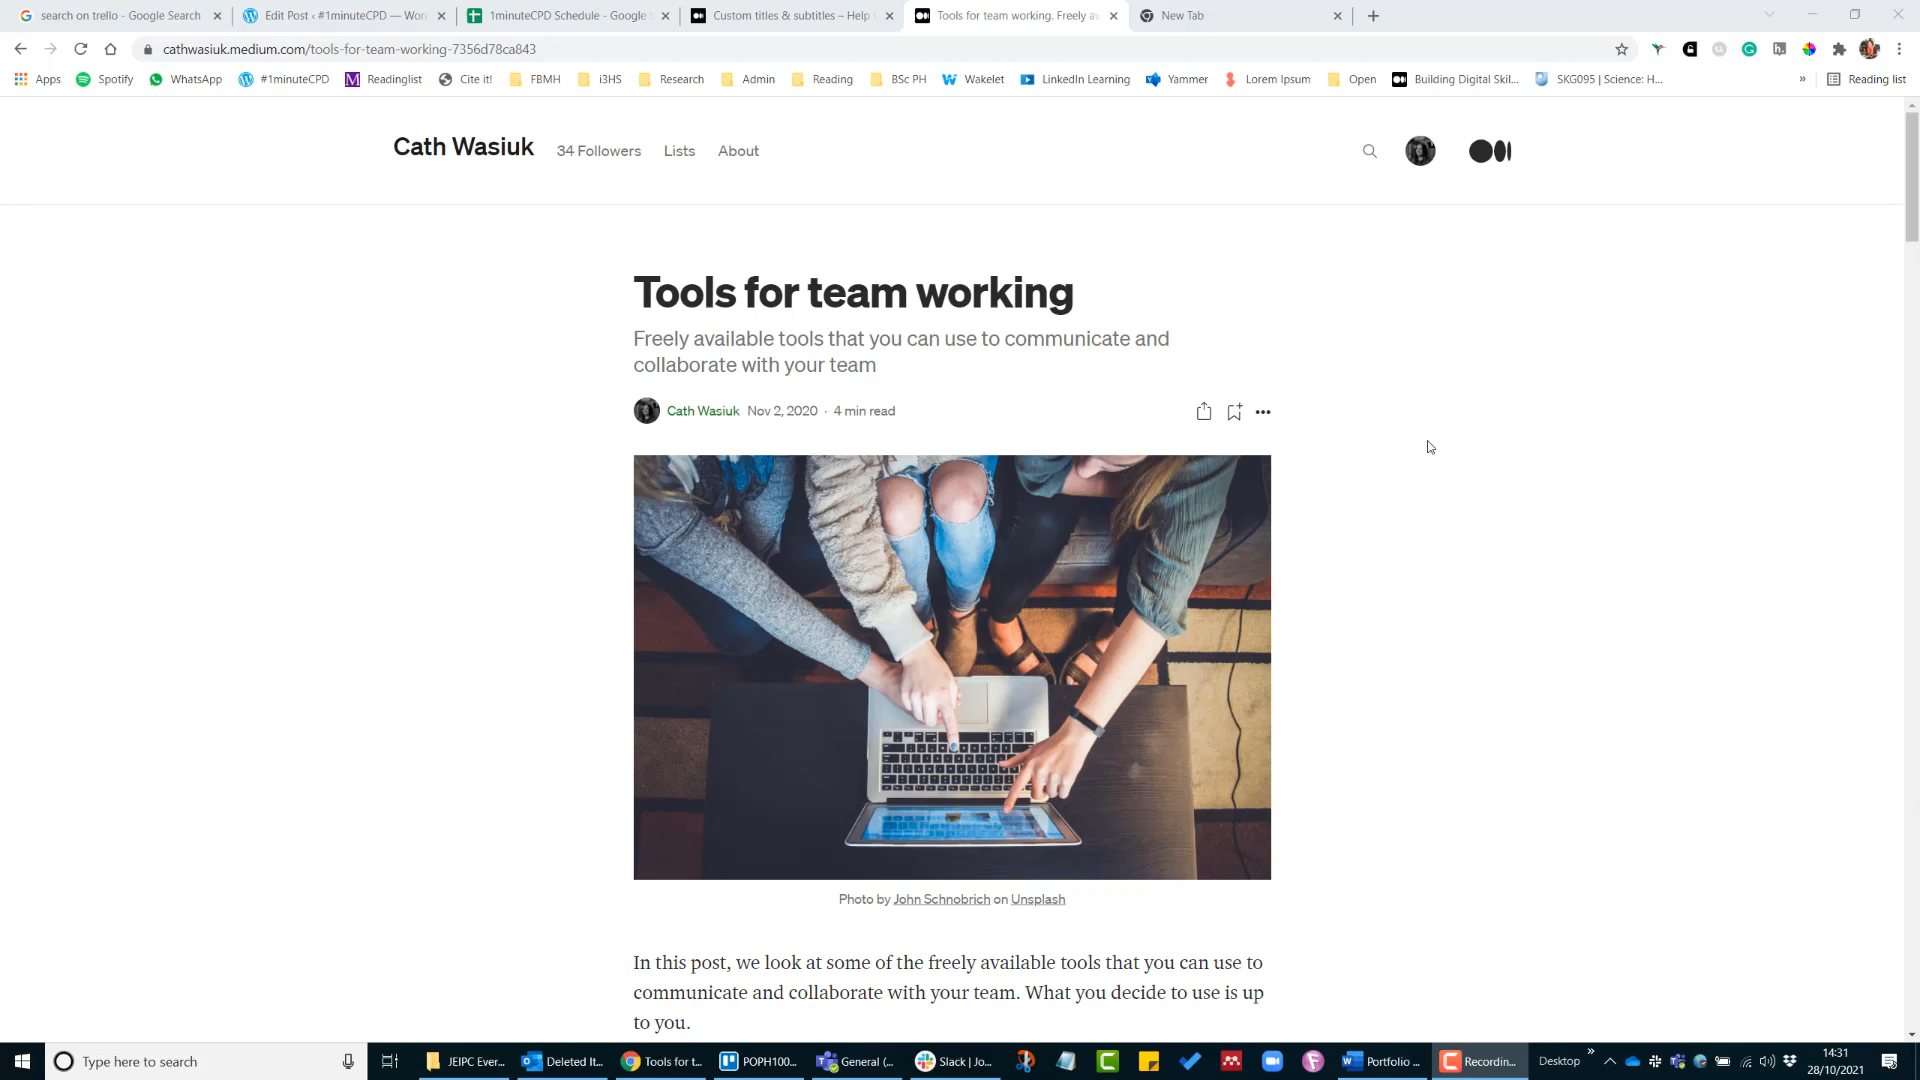 search on trello - Google Search
Edit Post ‹ #1minuteCPD — Wor
1minuteCPD Schedule - Google
Custom titles & subtitles – Help
Tools for team working. Freely av
New Tab
cathwasiuk.medium.com/tools-for-team-working-7356d78ca843
Apps Spotify WhatsApp #1minuteCPD Readinglist Cite it! FBMH i3HS Research Admin Reading BSc PH Wakelet LinkedIn Learning Yammer Lorem Ipsum Open Building Digital Skil... SKG095 | Science: H... » Reading list
Cath Wasiuk 34 Followers Lists About
Tools for team working
Freely available tools that you can use to communicate and
collaborate with your team
Cath Wasiuk Nov 2, 2020 · 4 min read
Photo by John Schnobrich on Unsplash
In this post, we look at some of the freely available tools that you can use to
communicate and collaborate with your team. What you decide to use is up
to you.
Type here to search JEIPC Ever... Deleted It... Tools for t... POPH100... General (... Slack | Jo... Portfolio ... Recordin... Desktop » 14:31
28/10/2021